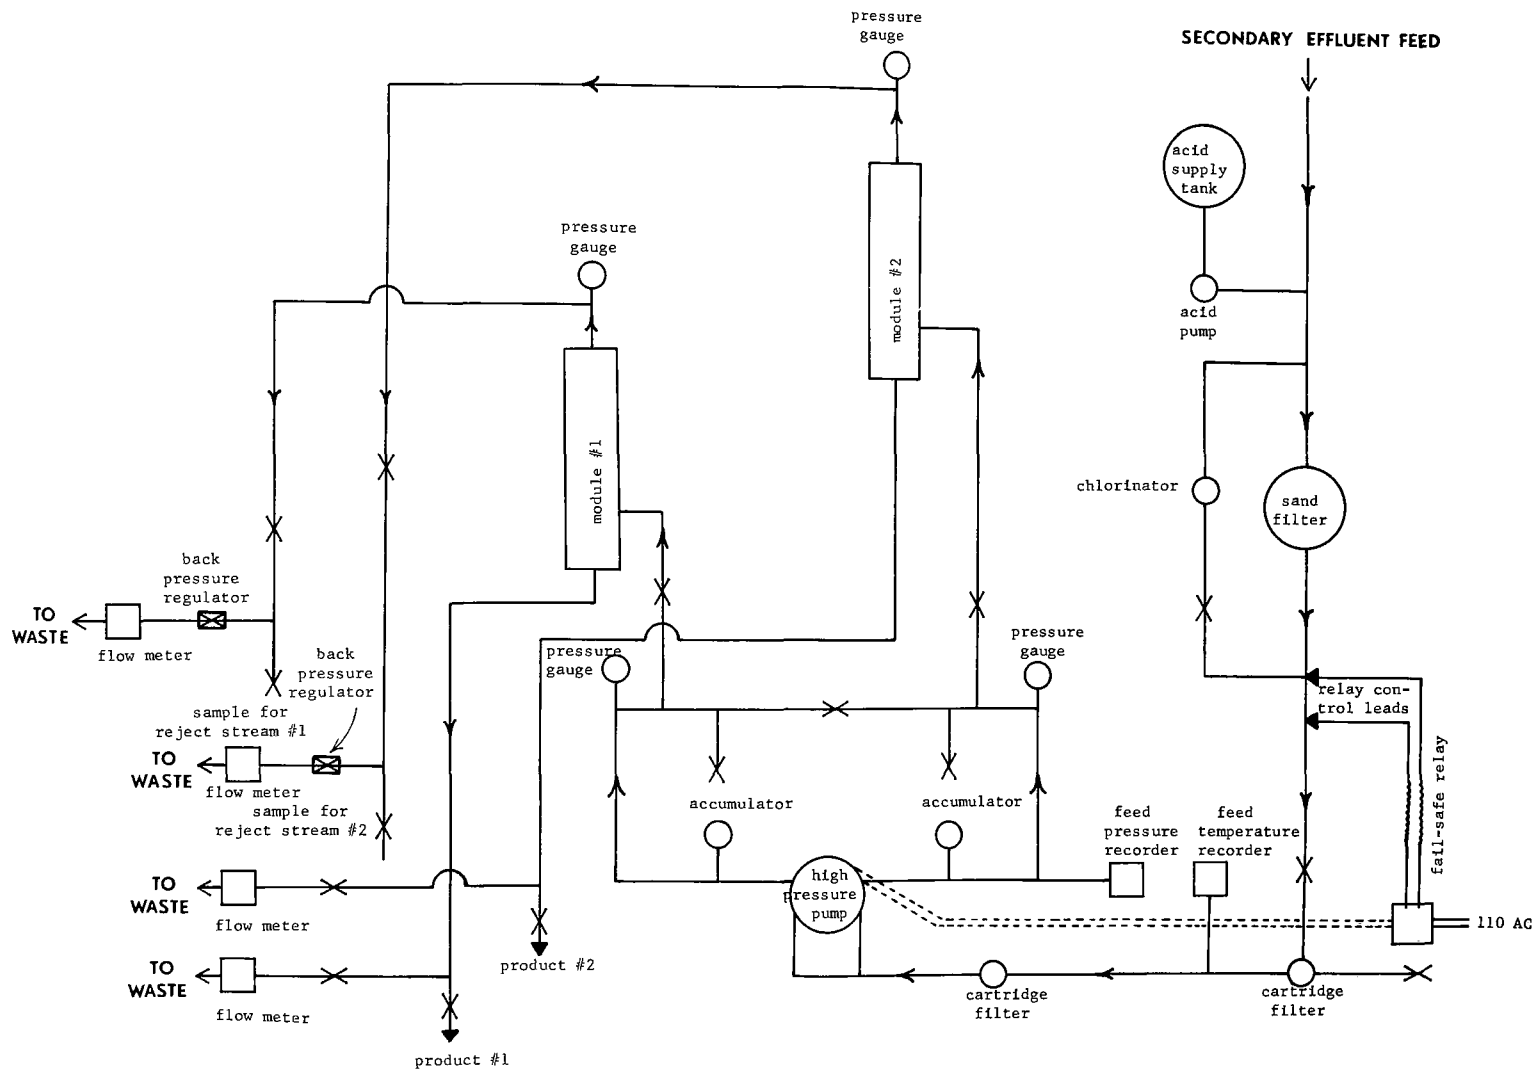 pressure
gauge
SECONDARY EFFLUENT FEED
acid
supply
tank
pressure
gauge
module #2
acid
pump
module #1
chlorinator
sand
filter
back
pressure
regulator
TO
WASTE
flow meter
pressure
gauge
pressure
gauge
back
pressure
regulator
relay con-
trol leads
sample for
reject stream #1
TO
WASTE
flow meter
fail-safe relay
sample for
reject stream #2
accumulator
accumulator
feed
pressure
recorder
feed
temperature
recorder
TO
WASTE
flow meter
high
pressure
pump
110 AC
product #2
TO
WASTE
flow meter
cartridge
filter
cartridge
filter
product #1